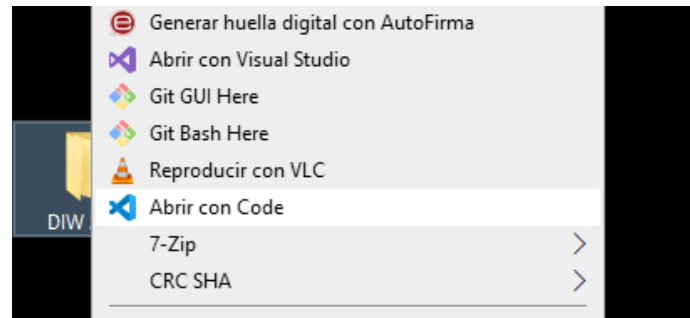 Generar huella digital con AutoFirma
Abrir con Visual Studio
Git GUI Here
Git Bash Here
Reproducir con VLC
Abrir con Code
DIW
7-Zip
CRC SHA